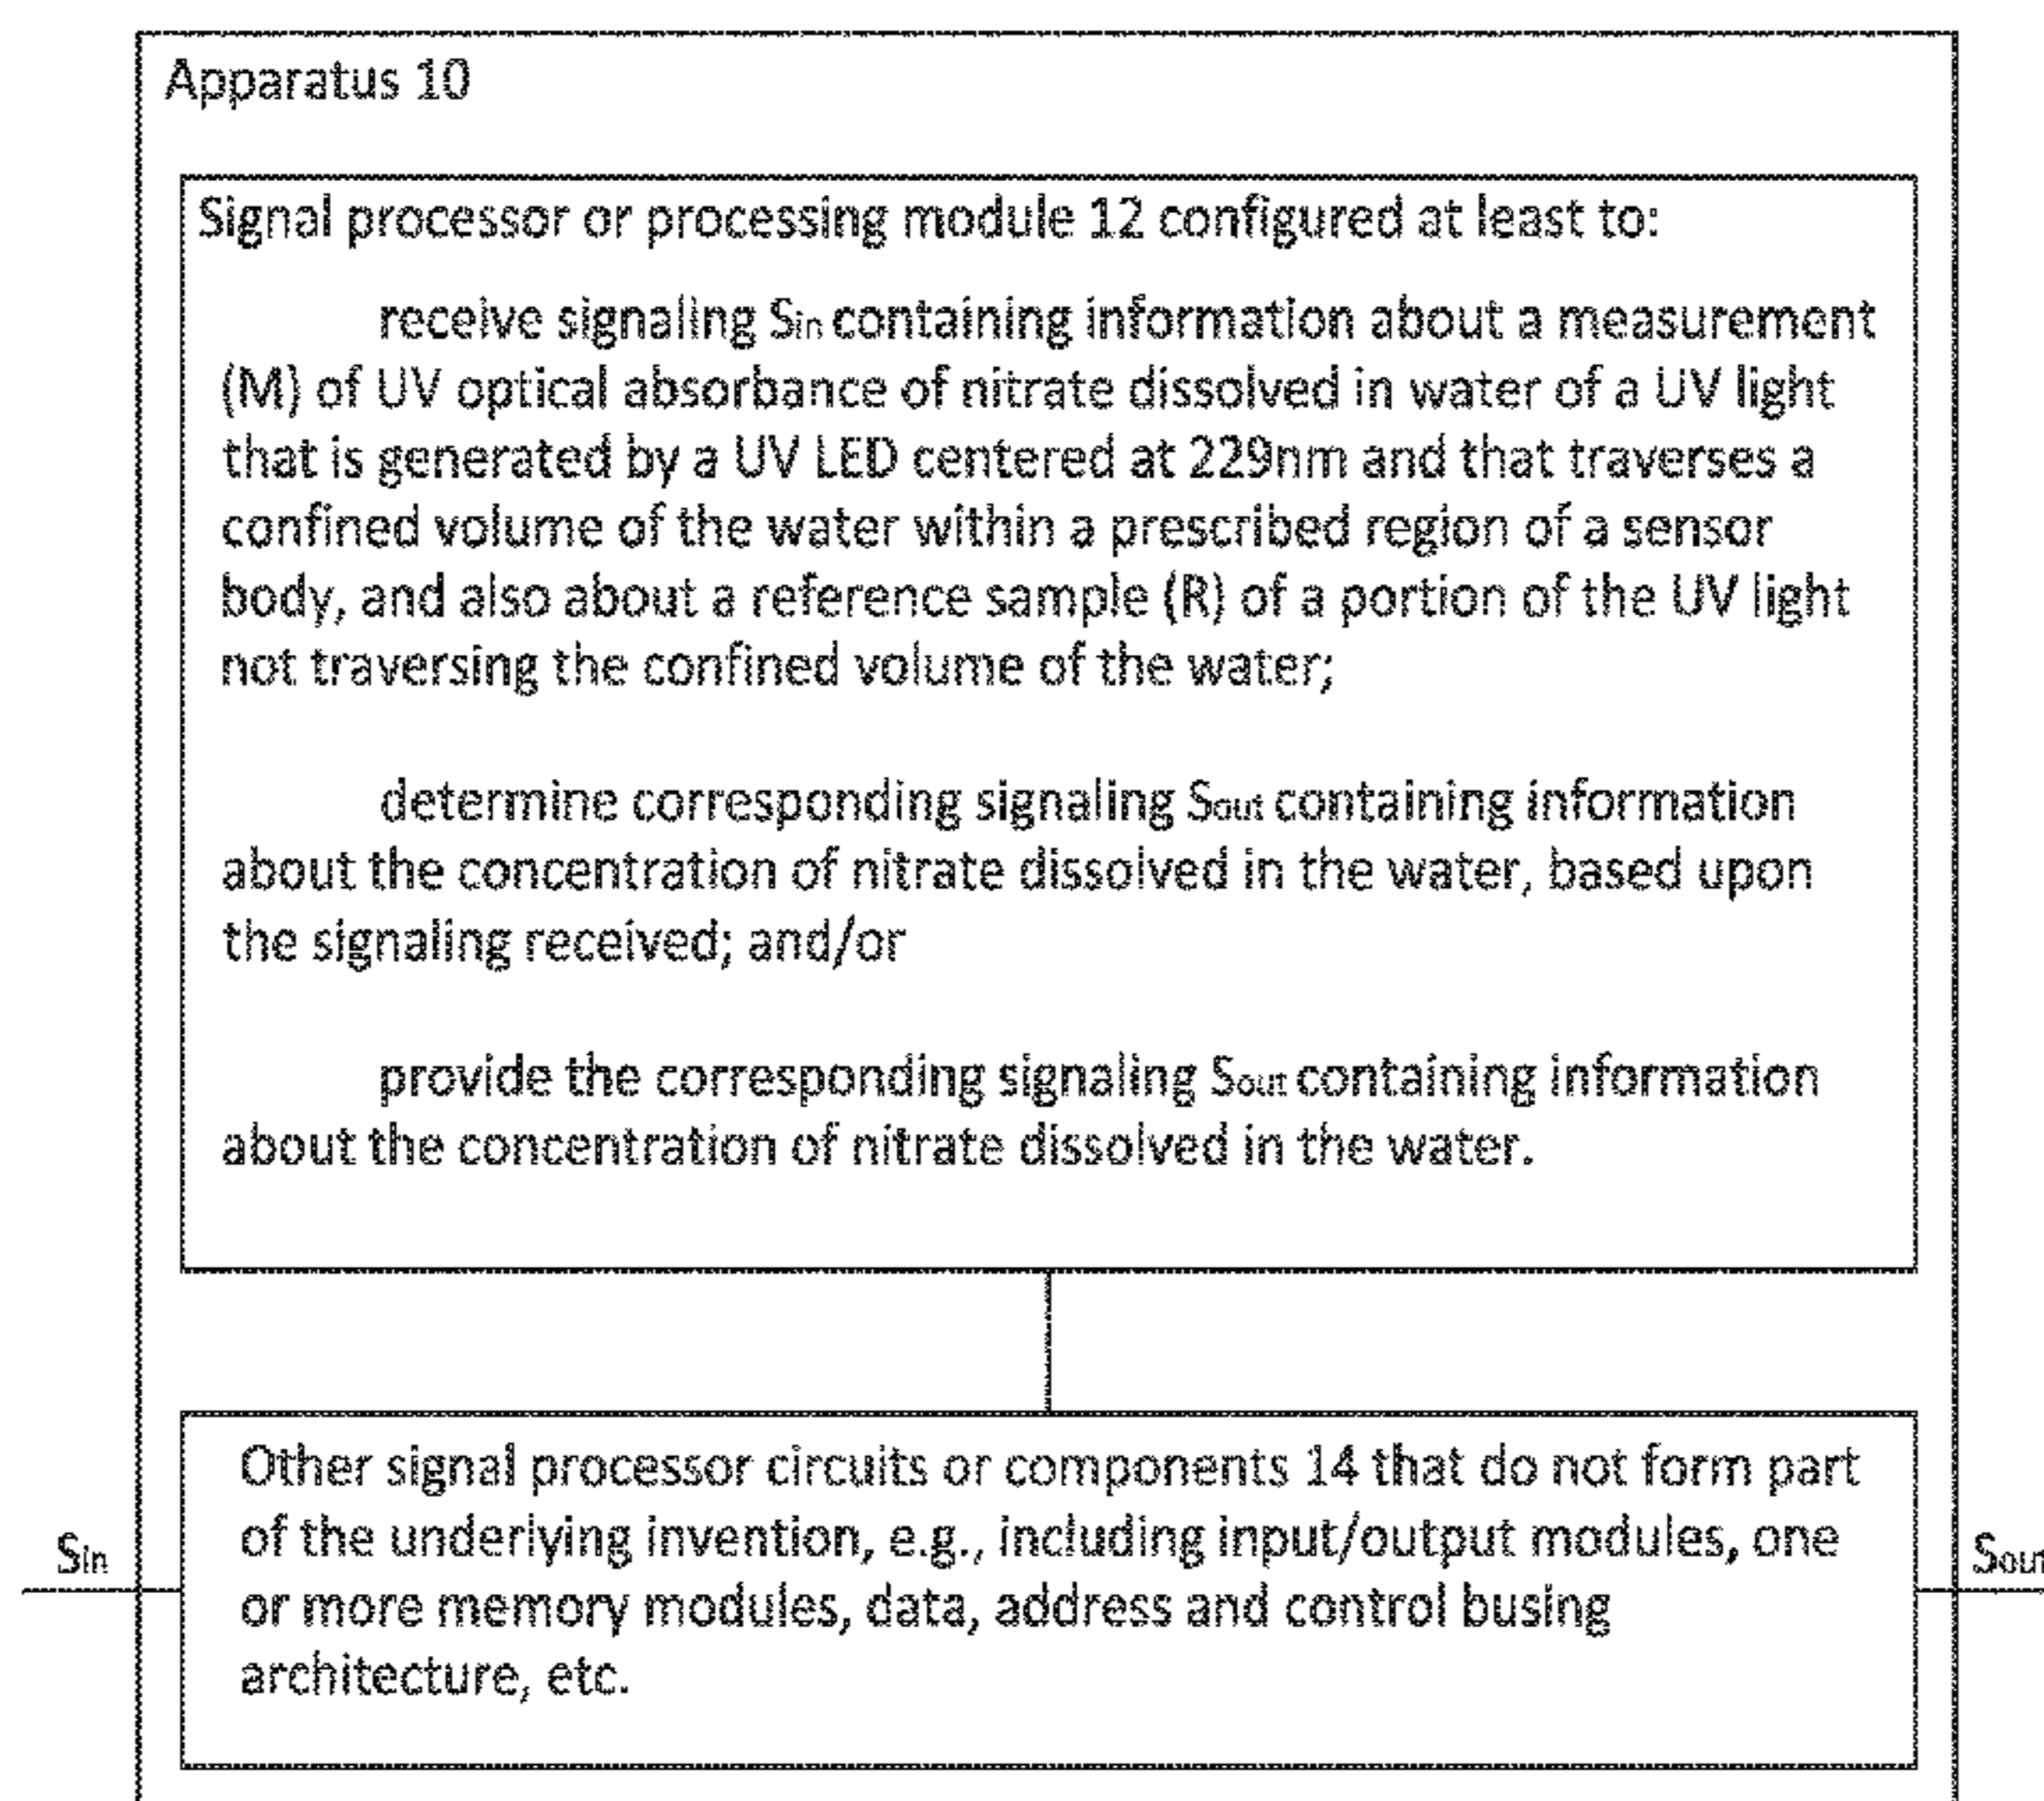 Apparatus 10
Signal processor or processing module 12 configured at least to:
receive signaling Sin containing information about a measurement
(M) of UV optical absorbance of nitrate dissolved in water of a UV light
that is generated by a UV LED centered at 229nm and that traverses a
confined volume of the water within a prescribed region of a sensor
body, and also about a reference sample (R) of a portion of the UV light
not traversing the confined volume of the water;
determine corresponding signaling Sout containing information
about the concentration of nitrate dissolved in the water, based upon
the signaling received; and/or
provide the corresponding signaling Sout containing information
about the concentration of nitrate dissolved in the water.
Other signal processor circuits or components 14 that do not form part
of the underlying invention, e.g., including input/output modules, one
or more memory modules, data, address and control busing
architecture, etc.
Sin
Sout